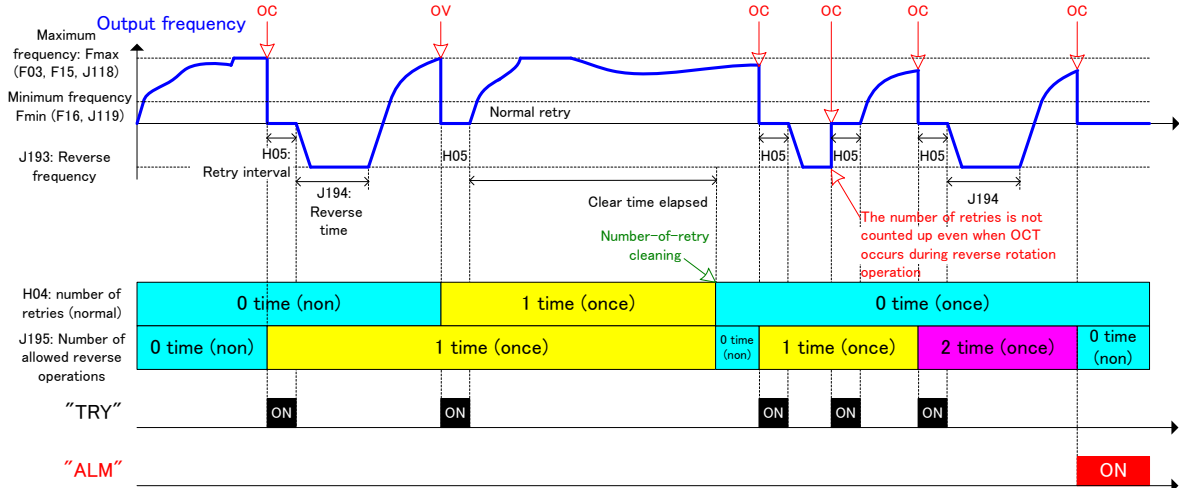 OC
OV
OC
OC
OC
OC
Output frequency
Maximum
frequency: Fmax
(F03, F15, J118)
Minimum frequency
Fmin (F16, J119)
Normal retry
J193: Reverse
frequency
H05:
Retry interval
H05
H05
H05
H05
J194:
Reverse
time
Clear time elapsed
J194
The number of retries is not
counted up even when OCT
occurs during reverse rotation
operation
Number-of-retry
cleaning
H04: number of
retries (normal)
0 time (non)
1 time (once)
0 time (once)
J195: Number of
allowed reverse
operations
0 time (non)
1 time (once)
0 time
(non)
1 time (once)
2 time (once)
0 time
(non)
"TRY"
ON
ON
ON
ON
ON
"ALM"
ON